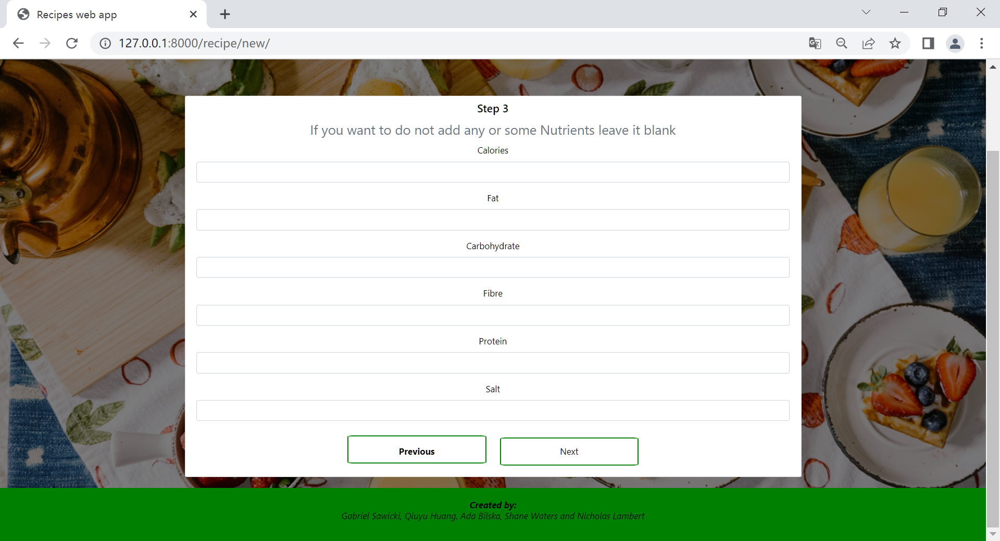 Recipes web app
127.0.0.1:8000/recipe/new/
Step 3
If you want to do not add any or some Nutrients leave it blank
Calories
Fat
Carbohydrate
Fibre
Protein
Salt
Previous Next
Created by:
Gabriel Sawicki, Qiuyu Huang, Ada Bilska, Shane Waters and Nicholas Lambert